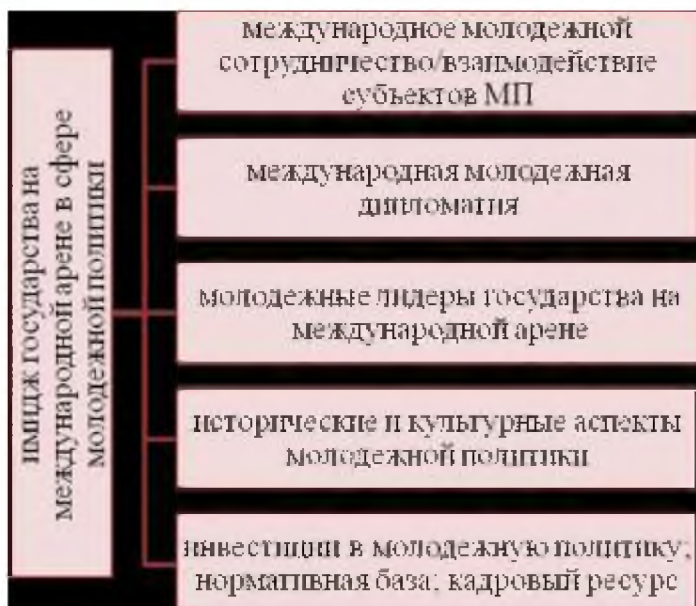 имидж государства на
международной арене в сфере
молодежной политики
международное молодежной
сотрудничество/взаимодействие
субъектов МП
международная молодежная
дипломатия
молодежные лидеры государства на
международной арене
исторические и культурные аспекты
молодежной политики
инвестиции в молодежную политику;
нормативная база; кадровый ресурс